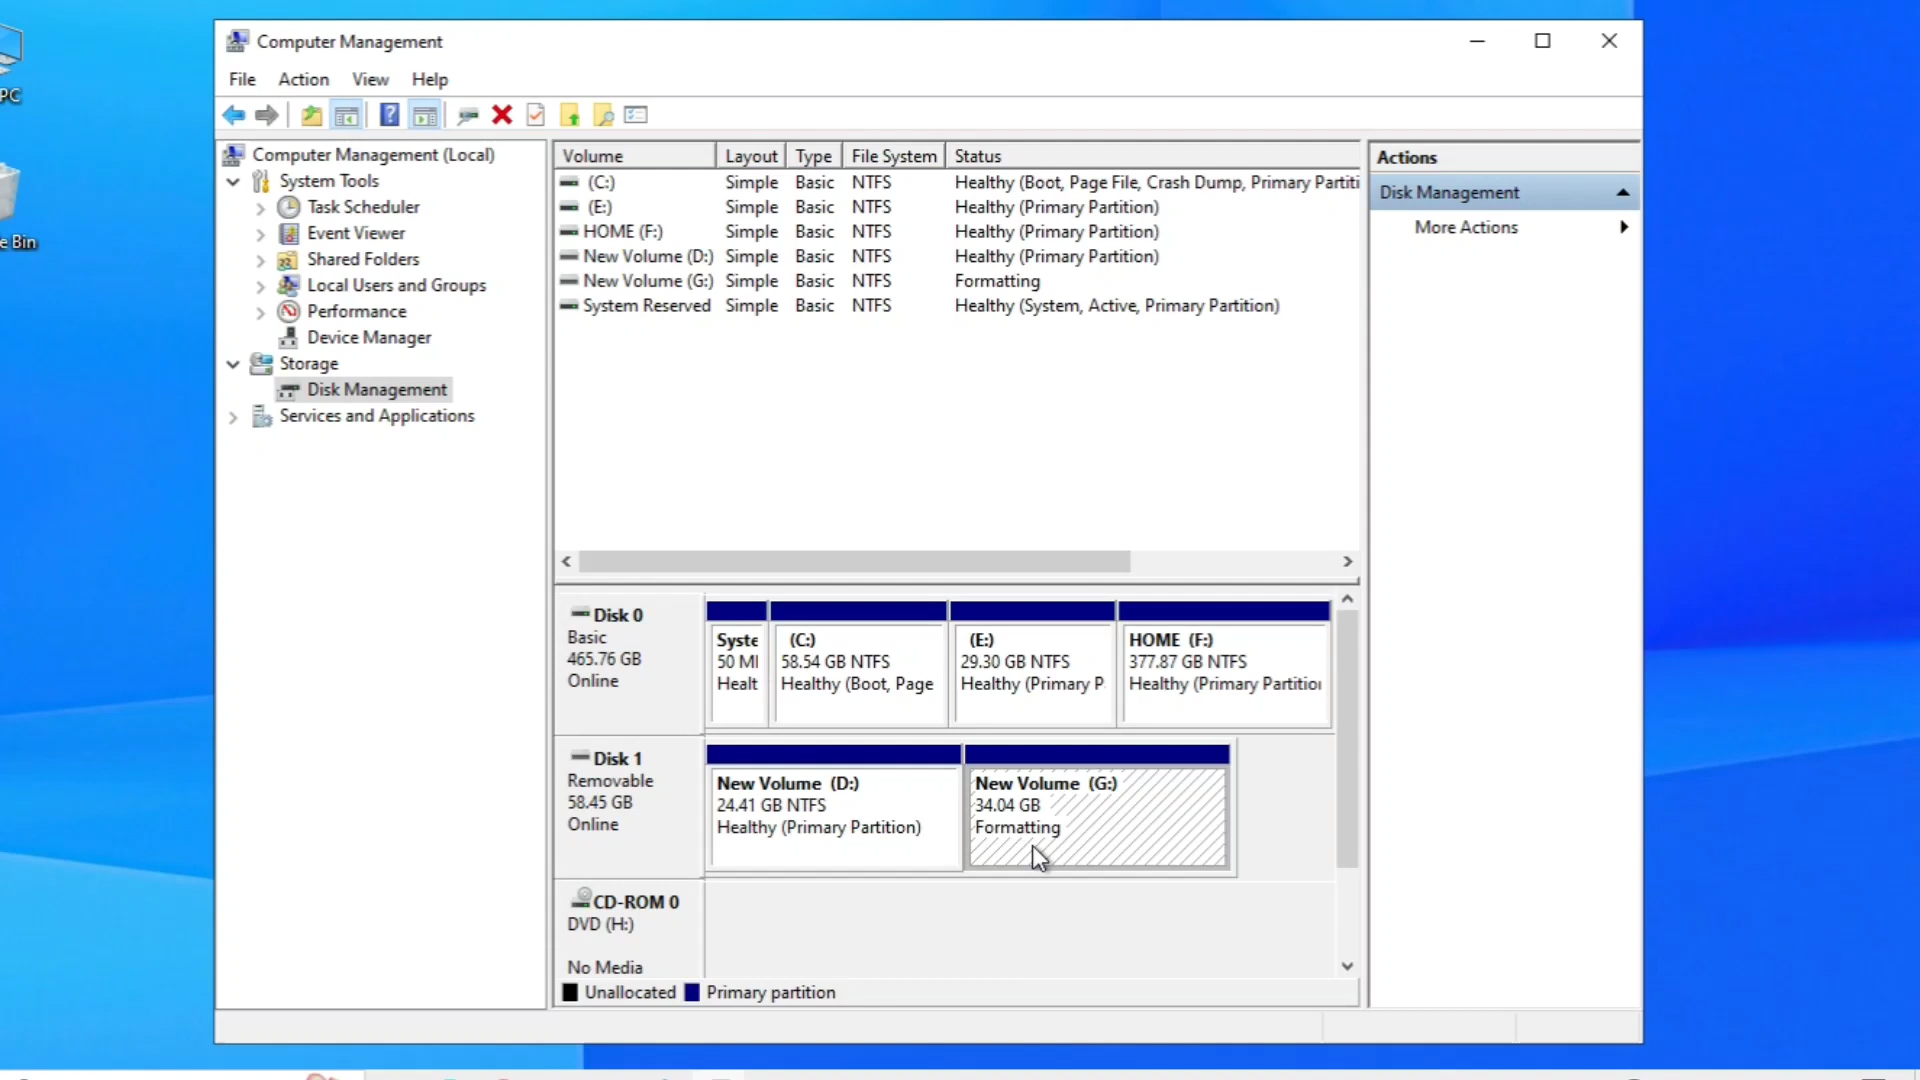 PC
e Bin
Computer Management
File Action View Help
Computer Management (Local)
System Tools
Task Scheduler
Event Viewer
Shared Folders
Local Users and Groups
Performance
Device Manager
Storage
Disk Management
Services and Applications
Volume Layout Type File System Status
(C:) Simple Basic NTFS Healthy (Boot, Page File, Crash Dump, Primary Partiti
(E:) Simple Basic NTFS Healthy (Primary Partition)
HOME (F:) Simple Basic NTFS Healthy (Primary Partition)
New Volume (D:) Simple Basic NTFS Healthy (Primary Partition)
New Volume (G:) Simple Basic NTFS Formatting
System Reserved Simple Basic NTFS Healthy (System, Active, Primary Partition)
Disk 0
Basic
465.76 GB
Online
Syste
50 MI
Healt
(C:)
58.54 GB NTFS
Healthy (Boot, Page
(E:)
29.30 GB NTFS
Healthy (Primary P
HOME (F:)
377.87 GB NTFS
Healthy (Primary Partition
Disk 1
Removable
58.45 GB
Online
New Volume (D:)
24.41 GB NTFS
Healthy (Primary Partition)
New Volume (G:)
34.04 GB
Formatting
CD-ROM 0
DVD (H:)
No Media
Unallocated Primary partition
Actions
Disk Management
More Actions